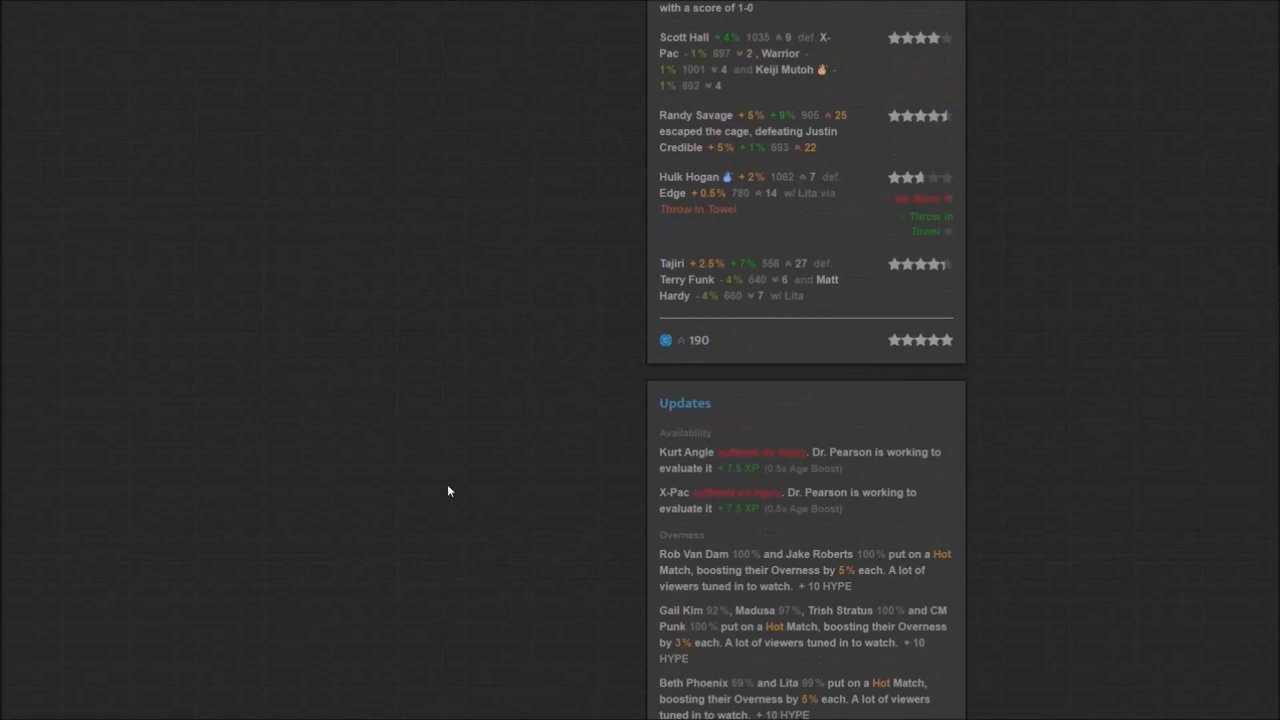 with a score of 1-0
Scott Hall + 4% 1035 9 def. X-
Pac - 1% 697 2 , Warrior -
1% 1001 4 and Keiji Mutoh -
1% 692 4
Randy Savage + 5% + 9% 905 25
escaped the cage, defeating Justin
Credible + 5% + 1% 693 22
Hulk Hogan + 2% 1062 7 def.
Edge + 0.5% 780 14 w/ Lita via
Throw In Towel
+ Throw in
Towel
Tajiri + 2.5% + 7% 558 27 def.
Terry Funk - 4% 640 6 and Matt
Hardy - 4% 660 7 w/ Lita
190
Updates
Availability
Kurt Angle suffered an injury. Dr. Pearson is working to
evaluate it + 7.5 XP (0.5x Age Boost)
X-Pac suffered an injury. Dr. Pearson is working to
evaluate it + 7.5 XP (0.5x Age Boost)
Overness
Rob Van Dam 100% and Jake Roberts 100% put on a Hot
Match, boosting their Overness by 5% each. A lot of
viewers tuned in to watch. + 10 HYPE
Gail Kim 92%, Madusa 97%, Trish Stratus 100% and CM
Punk 100% put on a Hot Match, boosting their Overness
by 3% each. A lot of viewers tuned in to watch. + 10
HYPE
Beth Phoenix 69% and Lita 99% put on a Hot Match,
boosting their Overness by 5% each. A lot of viewers
tuned in to watch. + 10 HYPE